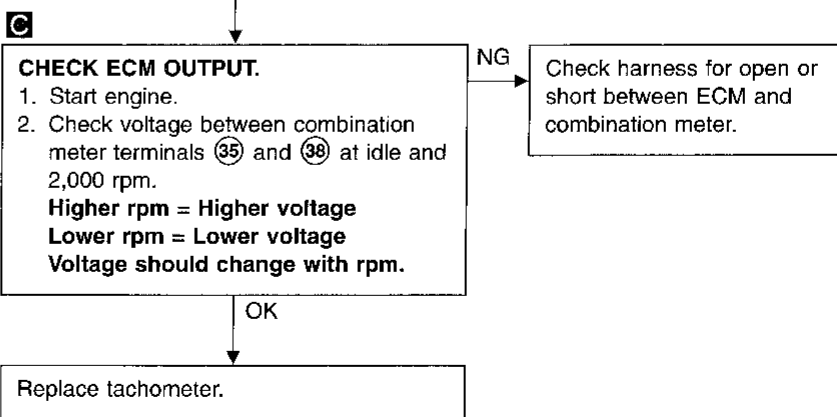 C
CHECK ECM OUTPUT.
1. Start engine.
2. Check voltage between combination
meter terminals 35 and 38 at idle and
2,000 rpm.
Higher rpm = Higher voltage
Lower rpm = Lower voltage
Voltage should change with rpm.
NG
Check harness for open or
short between ECM and
combination meter.
OK
Replace tachometer.